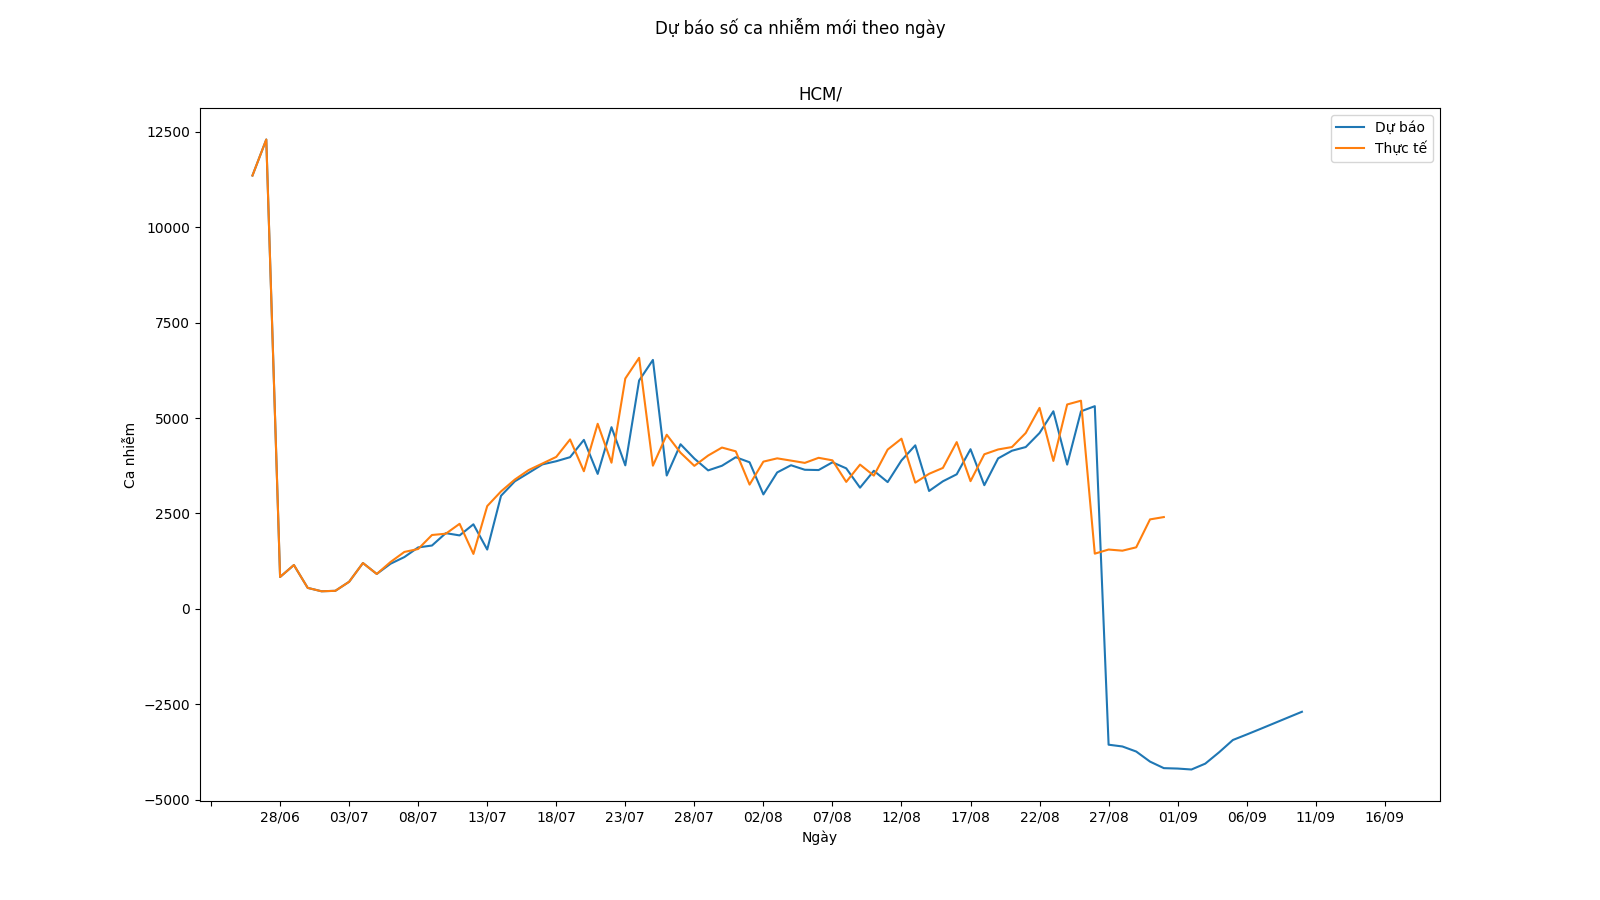 Dự báo số ca nhiễm mới theo ngày
HCM/
Dự báo
Thực tế
12500
10000
7500
5000
2500
0
−2500
−5000
Ca nhiễm
28/06 03/07 08/07 13/07 18/07 23/07 28/07 02/08 07/08 12/08 17/08 22/08 27/08 01/09 06/09 11/09 16/09
Ngày